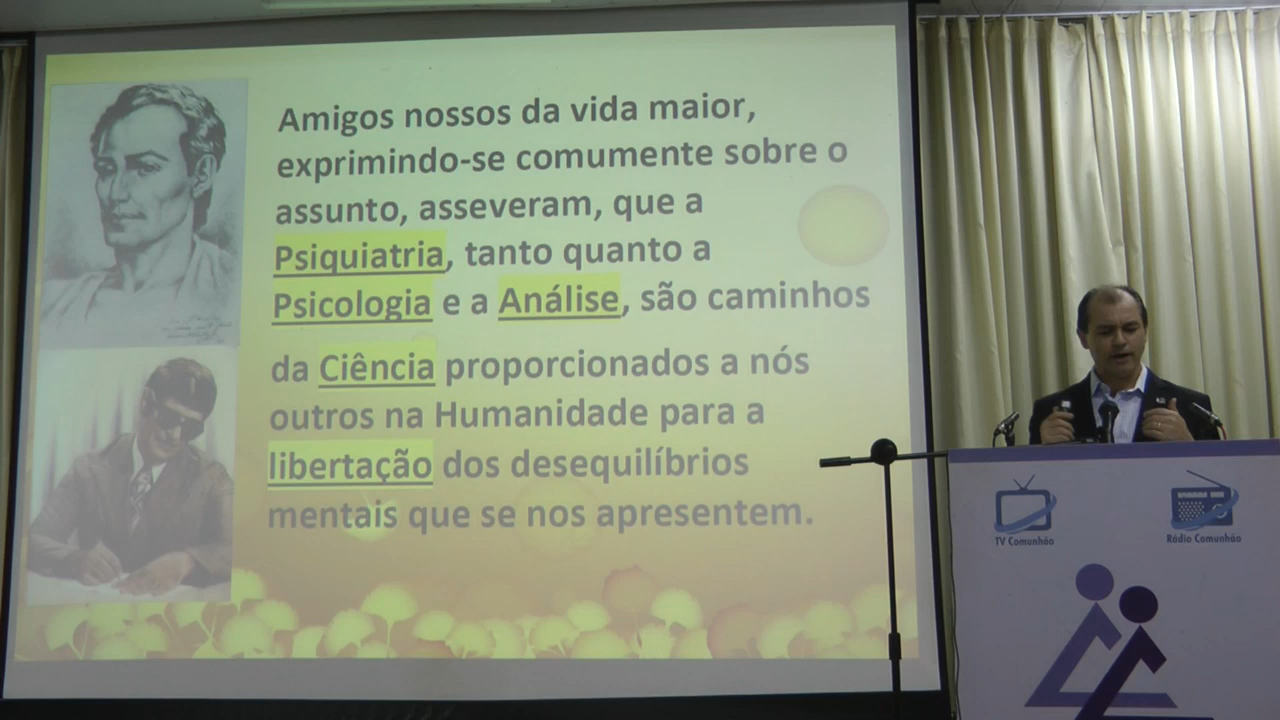 Amigos nossos da vida maior,
exprimindo-se comumente sobre o
assunto, asseveram, que a
Psiquiatria, tanto quanto a
Psicologia e a Análise, são caminhos
da Ciência proporcionados a nós
outros na Humanidade para a
libertação dos desequilíbrios
mentais que se nos apresentem.
TV Comunhão
Rádio Comunhão